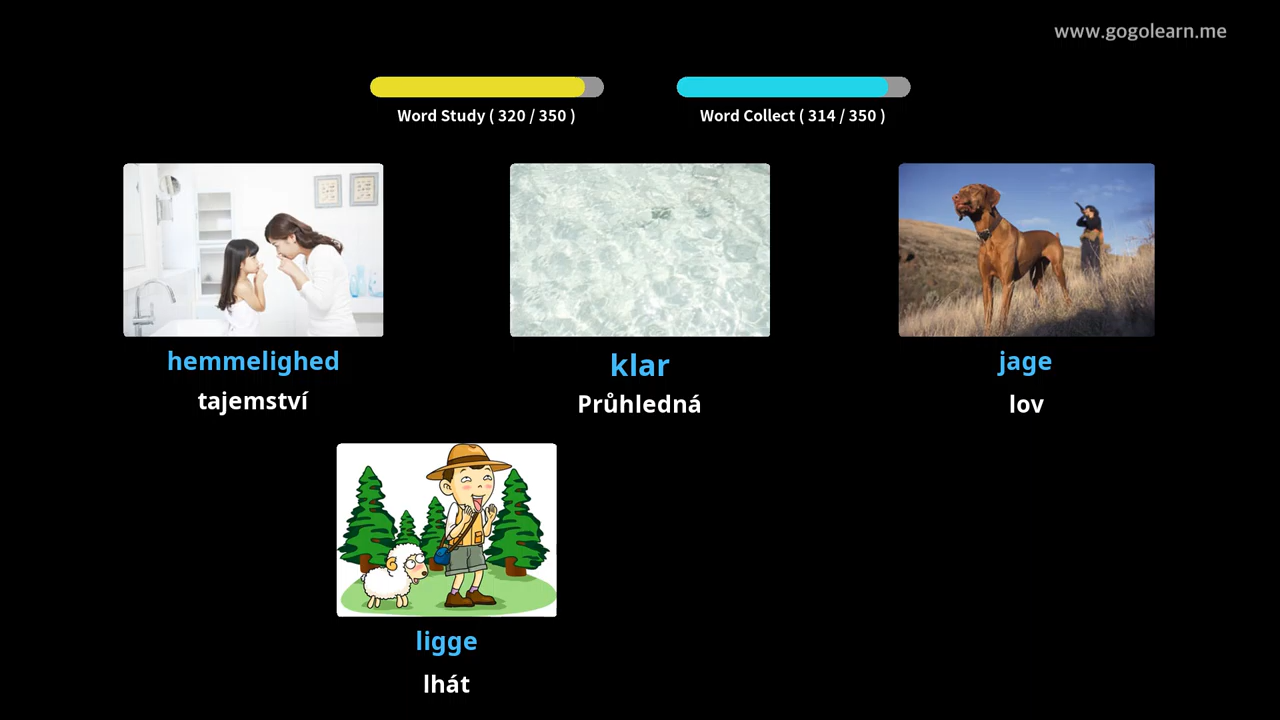 www.gogolearn.me
Word Study ( 320 / 350 )
Word Collect ( 314 / 350 )
hemmelighed
tajemství
klar
Průhledná
jage
lov
ligge
lhát